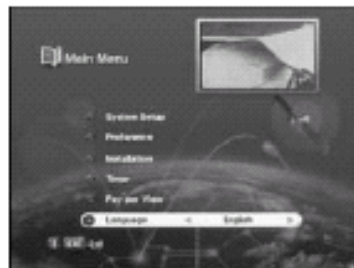 Main Menu
System Setup
Preference
Installation
Timer
Pay per View
Language English